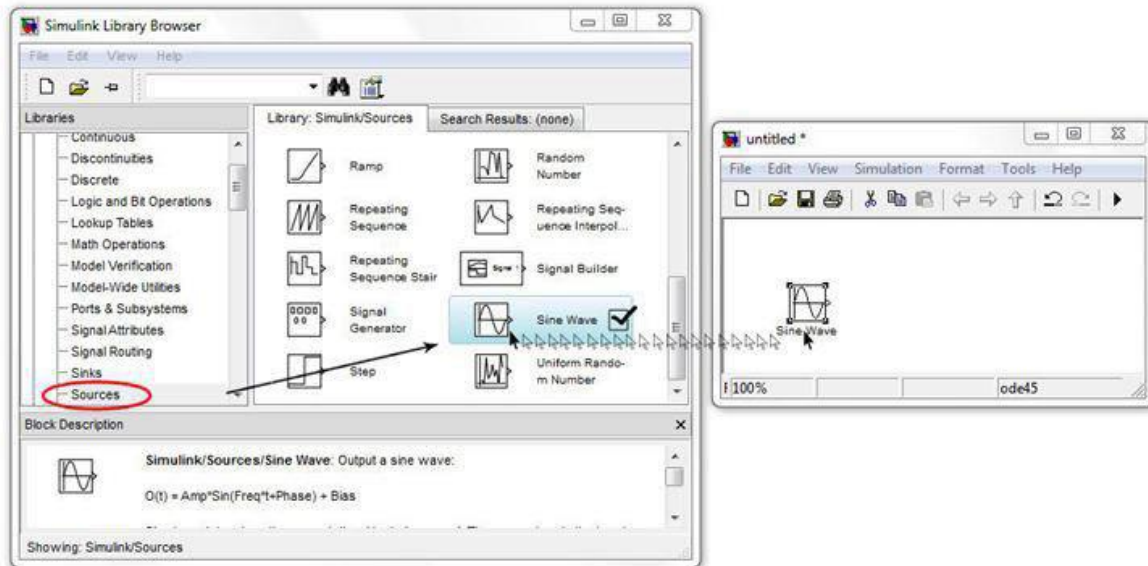 Simulink Library Browser
File Edit View Help
Libraries
Continuous
Discontinuities
Discrete
Logic and Bit Operations
Lookup Tables
Math Operations
Model Verification
Model-Wide Utilities
Ports & Subsystems
Signal Attributes
Signal Routing
Sinks
Sources
Library: Simulink/Sources Search Results: (none)
Ramp
Random
Number
Repeating
Sequence
Repeating Seq-
uence Interpol...
Repeating
Sequence Stair
Signal Builder
Signal
Generator
Sine Wave
Step
Uniform Rando-
m Number
Block Description
Simulink/Sources/Sine Wave: Output a sine wave:
O(t) = Amp*Sin(Freq*t+Phase) + Bias
Showing: Simulink/Sources
untitled *
File Edit View Simulation Format Tools Help
Sine Wave
100% ode45